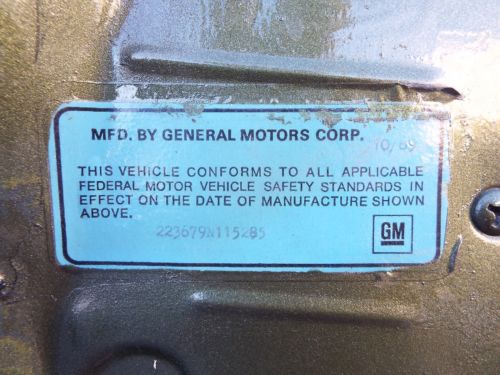 MFD. BY GENERAL MOTORS CORP. 10/69
THIS VEHICLE CONFORMS TO ALL APPLICABLE
FEDERAL MOTOR VEHICLE SAFETY STANDARDS IN
EFFECT ON THE DATE OF MANUFACTURE SHOWN
ABOVE.
223679N115285
GM